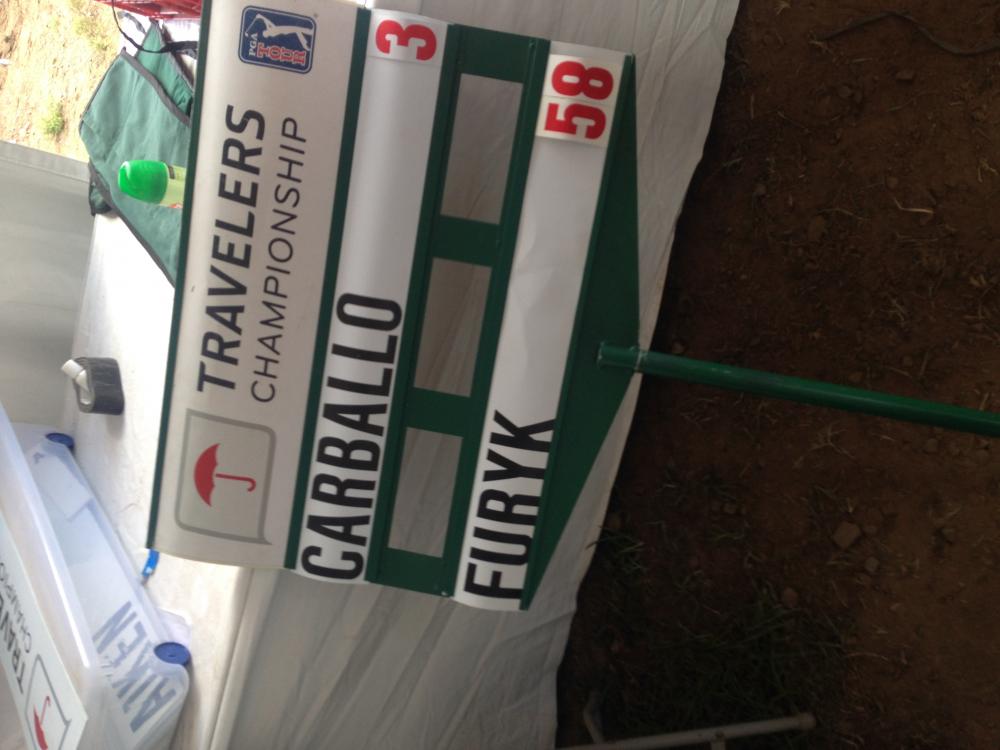 PGA TOUR
TRAVELERS
CHAMPIONSHIP
CARBALLO 3
FURYK 58
AIKEN